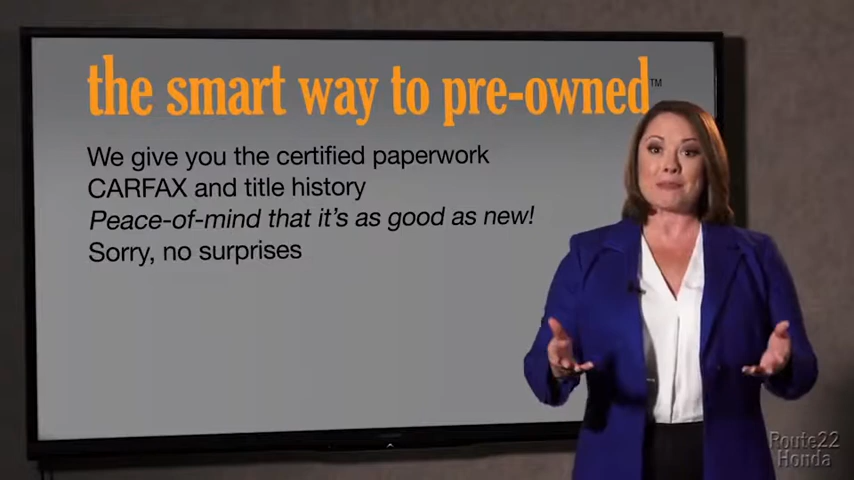 the smart way to pre-owned™
We give you the certified paperwork
CARFAX and title history
Peace-of-mind that it's as good as new!
Sorry, no surprises
Route22
Honda